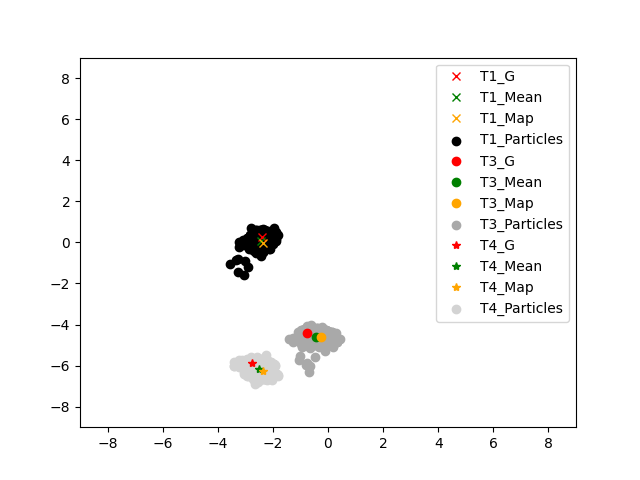 8
6
4
2
0
−2
−4
−6
−8
−8 −6 −4 −2 0 2 4 6 8
T1_G
T1_Mean
T1_Map
T1_Particles
T3_G
T3_Mean
T3_Map
T3_Particles
T4_G
T4_Mean
T4_Map
T4_Particles